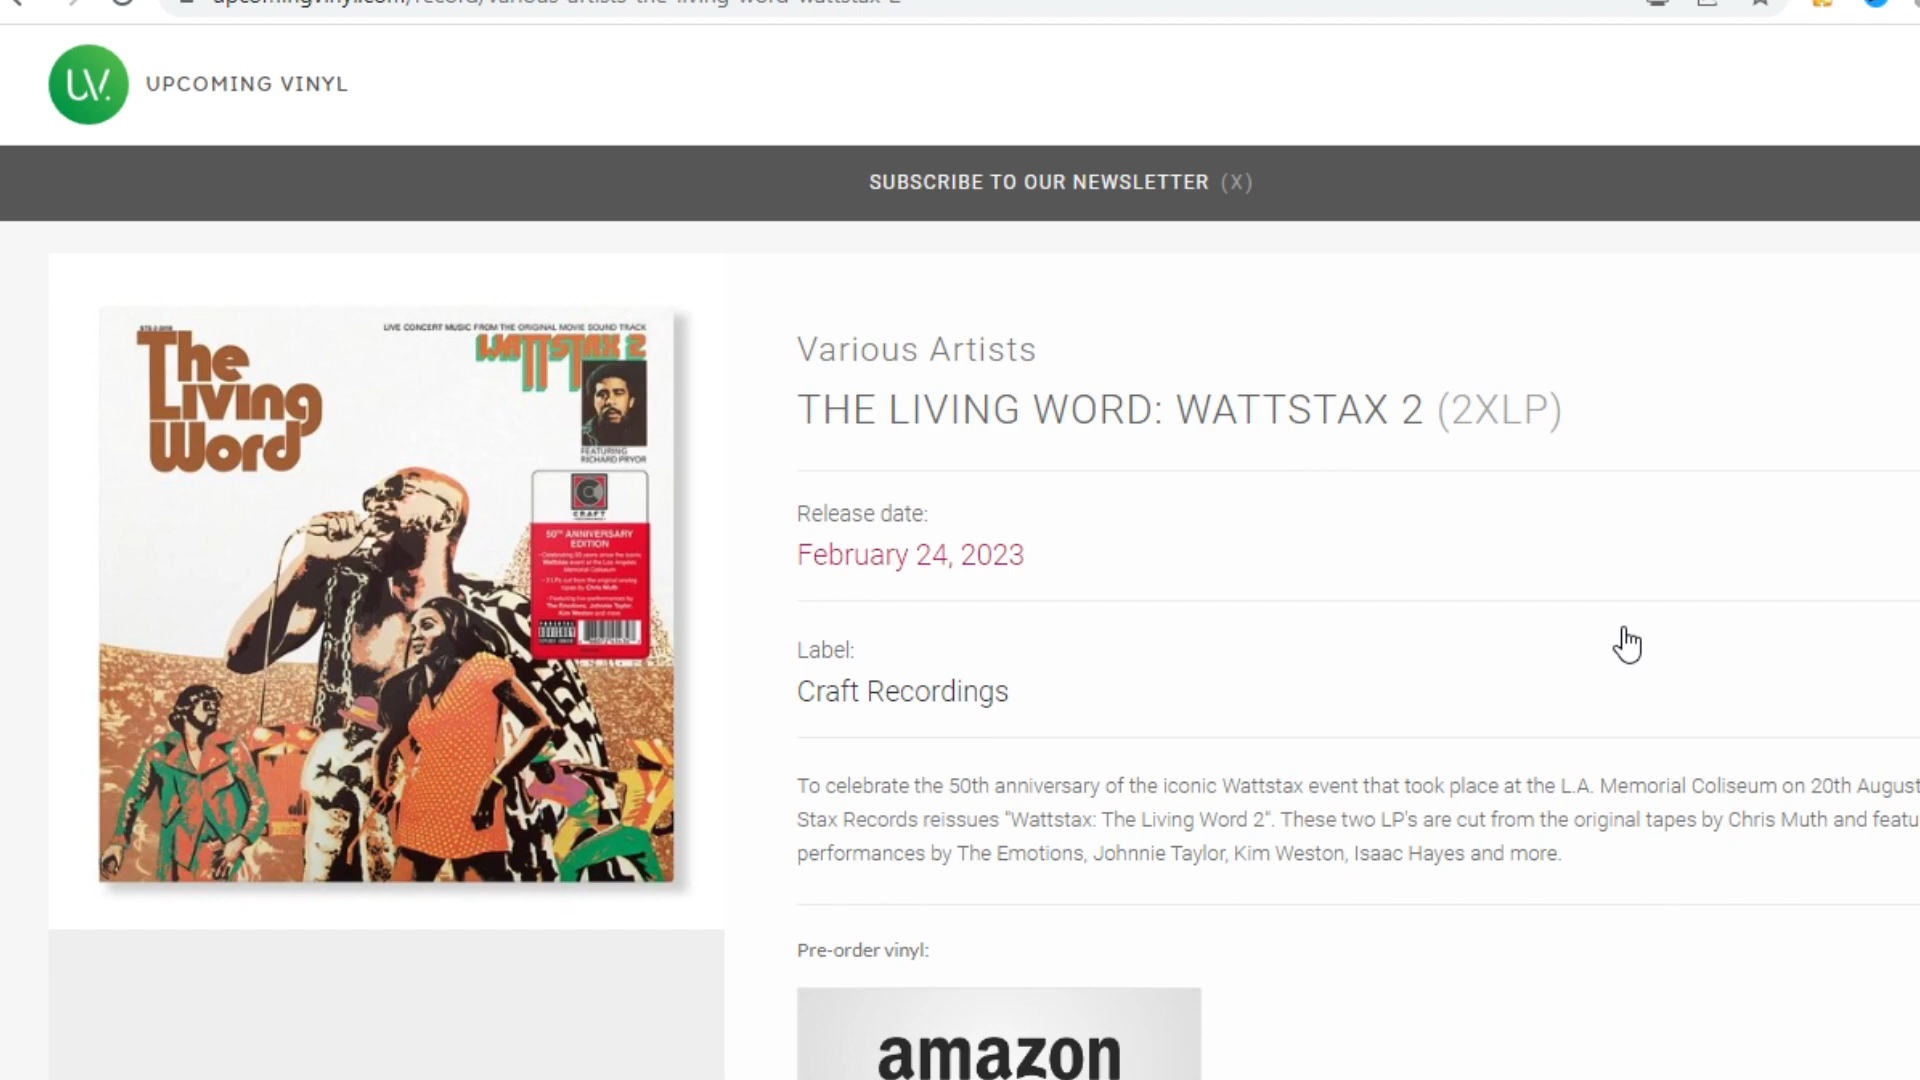 UV.
UPCOMING VINYL
SUBSCRIBE TO OUR NEWSLETTER (X)
The
Living
Word
LIVE CONCERT MUSIC FROM THE ORIGINAL MOVIE SOUND TRACK
WATTSTAX 2
FEATURING
RICHARD PRYOR
CRAFT
50TH ANNIVERSARY
EDITION
Various Artists
THE LIVING WORD: WATTSTAX 2 (2XLP)
Release date:
February 24, 2023
Label:
Craft Recordings
To celebrate the 50th anniversary of the iconic Wattstax event that took place at the L.A. Memorial Coliseum on 20th August
Stax Records reissues "Wattstax: The Living Word 2". These two LP's are cut from the original tapes by Chris Muth and featu
performances by The Emotions, Johnnie Taylor, Kim Weston, Isaac Hayes and more.
Pre-order vinyl:
amazon